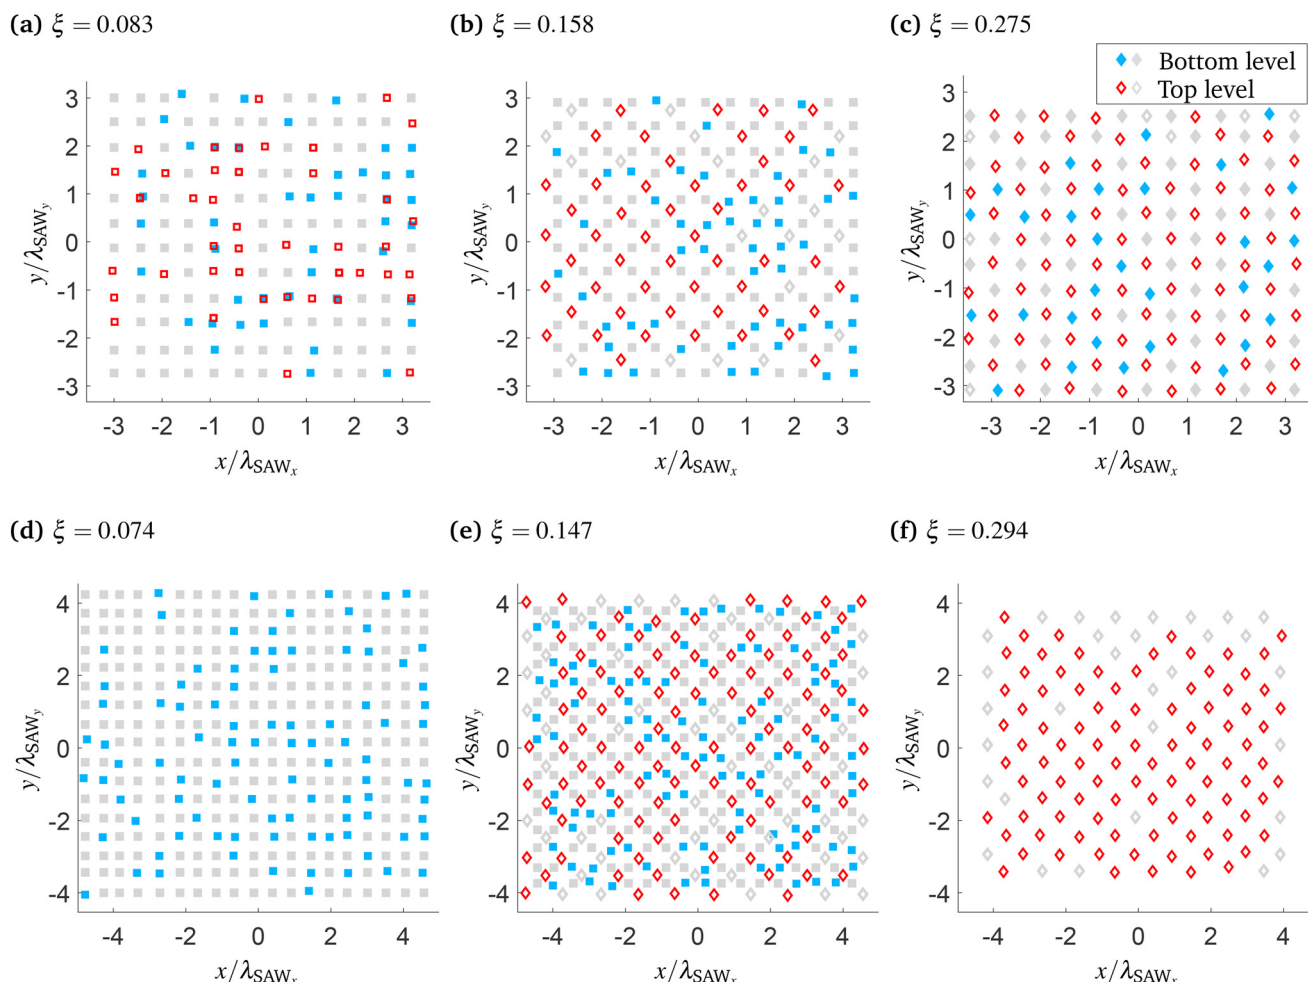 (a) ξ = 0.083
(b) ξ = 0.158
(c) ξ = 0.275
Bottom level
Top level
3
2
1
0
-1
-2
-3
y/λSAWy
-3 -2 -1 0 1 2 3
x/λSAWx
3
2
1
0
-1
-2
-3
y/λSAWy
-3 -2 -1 0 1 2 3
x/λSAWx
3
2
1
0
-1
-2
-3
y/λSAWy
-3 -2 -1 0 1 2 3
x/λSAWx
(d) ξ = 0.074
(e) ξ = 0.147
(f) ξ = 0.294
4
2
0
-2
-4
y/λSAWy
-4 -2 0 2 4
x/λSAWx
4
2
0
-2
-4
y/λSAWy
-4 -2 0 2 4
x/λSAWx
4
2
0
-2
-4
y/λSAWy
-4 -2 0 2 4
x/λSAWx